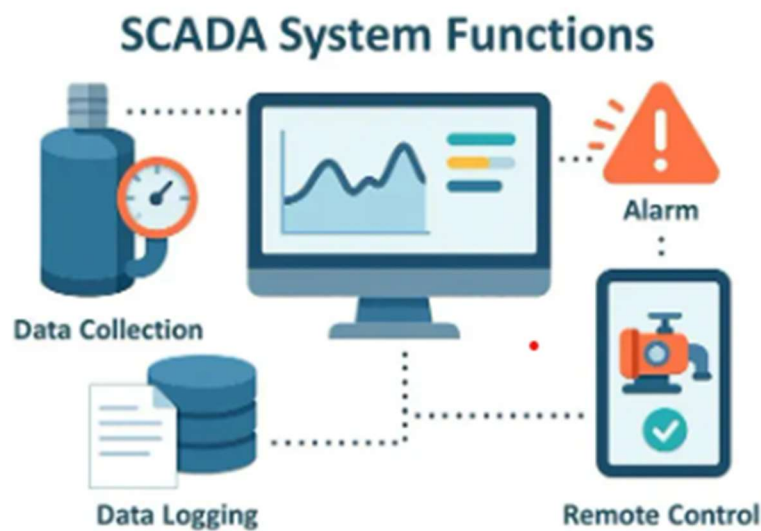 SCADA System Functions
Alarm
Data Collection
Data Logging
Remote Control